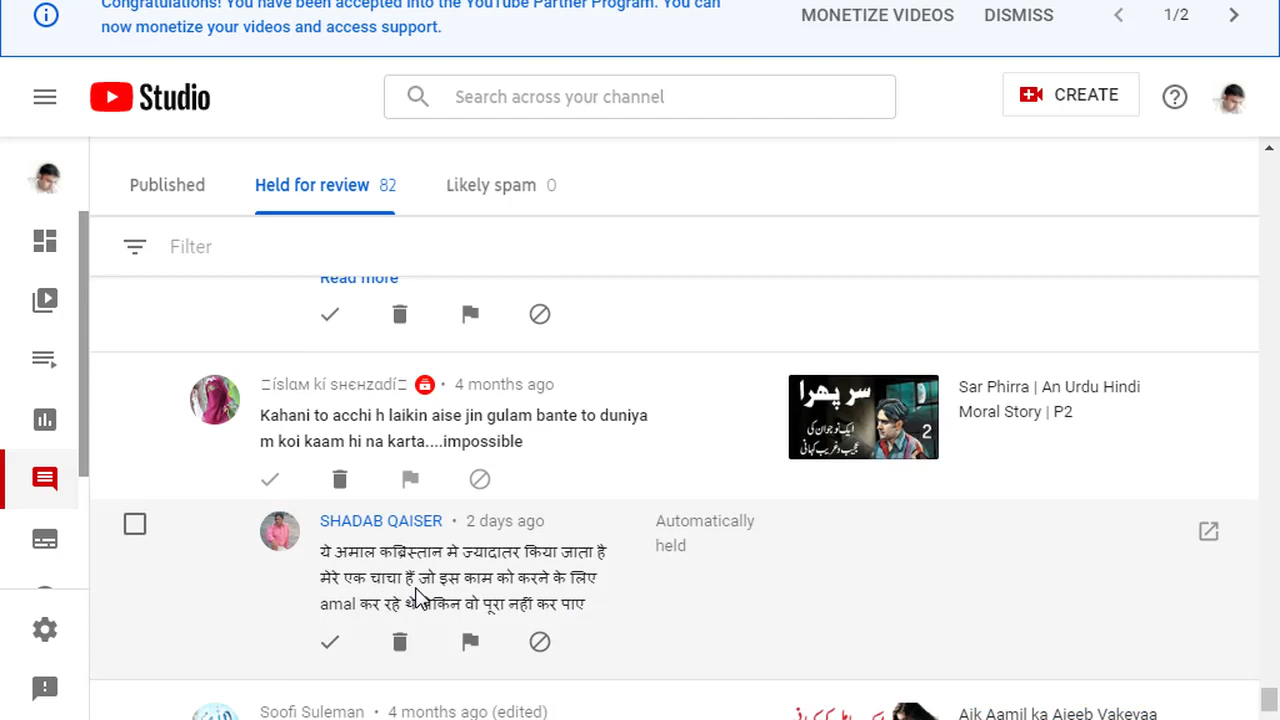 Congratulations! You have been accepted into the YouTube Partner Program. You can
now monetize your videos and access support.
MONETIZE VIDEOS
DISMISS
1/2
Studio
Search across your channel
CREATE
Published
Held for review 82
Likely spam 0
Filter
Read more
• 4 months ago
Kahani to acchi h laikin aise jin gulam bante to duniya
m koi kaam hi na karta....impossible
سر پھرا
2
Sar Phirra | An Urdu Hindi
Moral Story | P2
SHADAB QAISER • 2 days ago
Automatically
held
ये अमाल कब्रिस्तान मे ज्यादातर किया जाता है
मेरे एक चाचा हैं जो इस काम को करने के लिए
amal कर रहे थे लेकिन वो पूरा नहीं कर पाए
Soofi Suleman • 4 months ago (edited)
Aik Aamil ka Ajeeb Vakeyaa